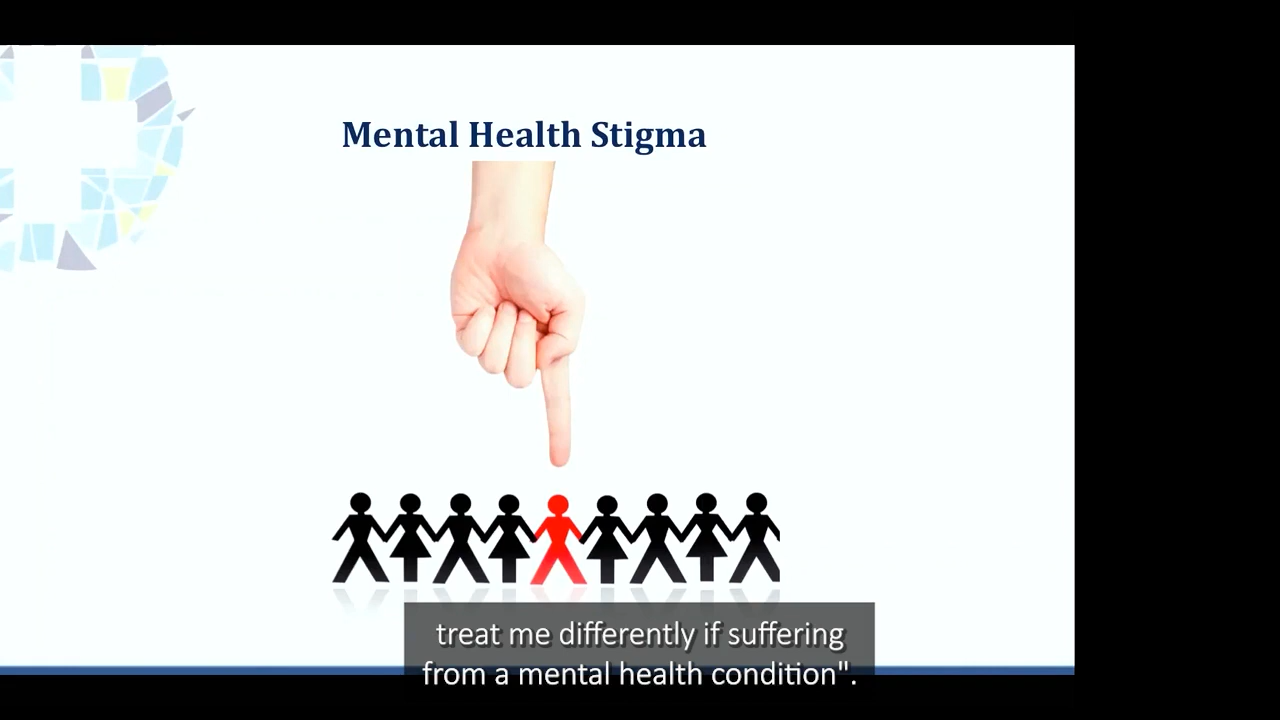 Mental Health Stigma
treat me differently if suffering
from a mental health condition".